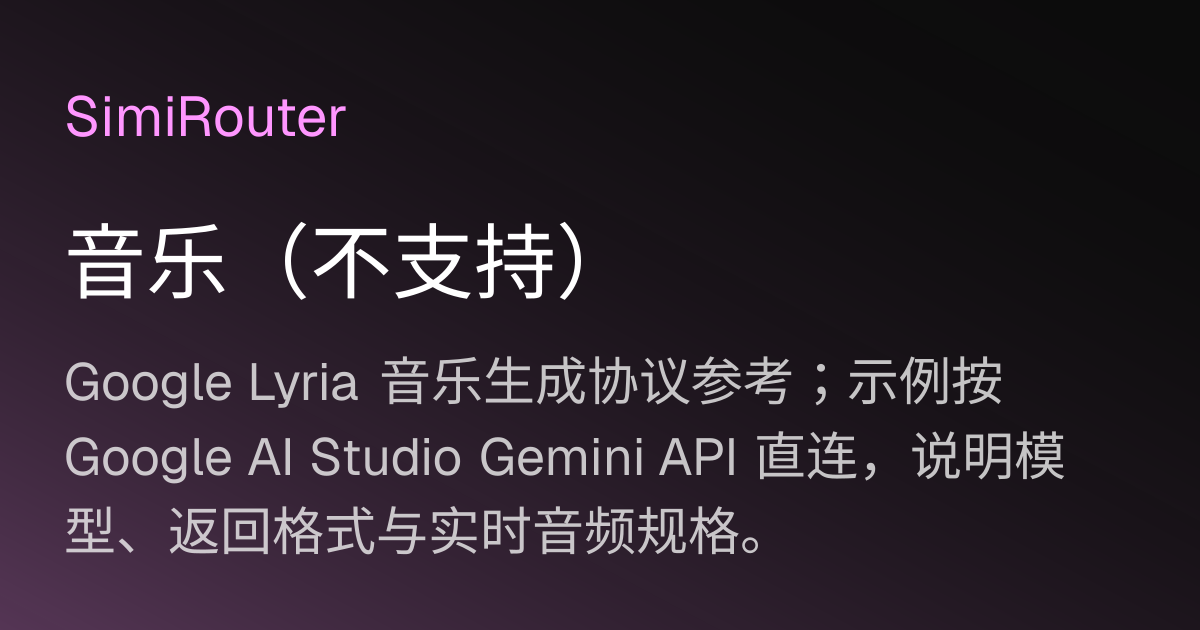 SimiRouter
音乐（不支持）
Google Lyria 音乐生成协议参考；示例按
Google AI Studio Gemini API 直连，说明模
型、返回格式与实时音频规格。